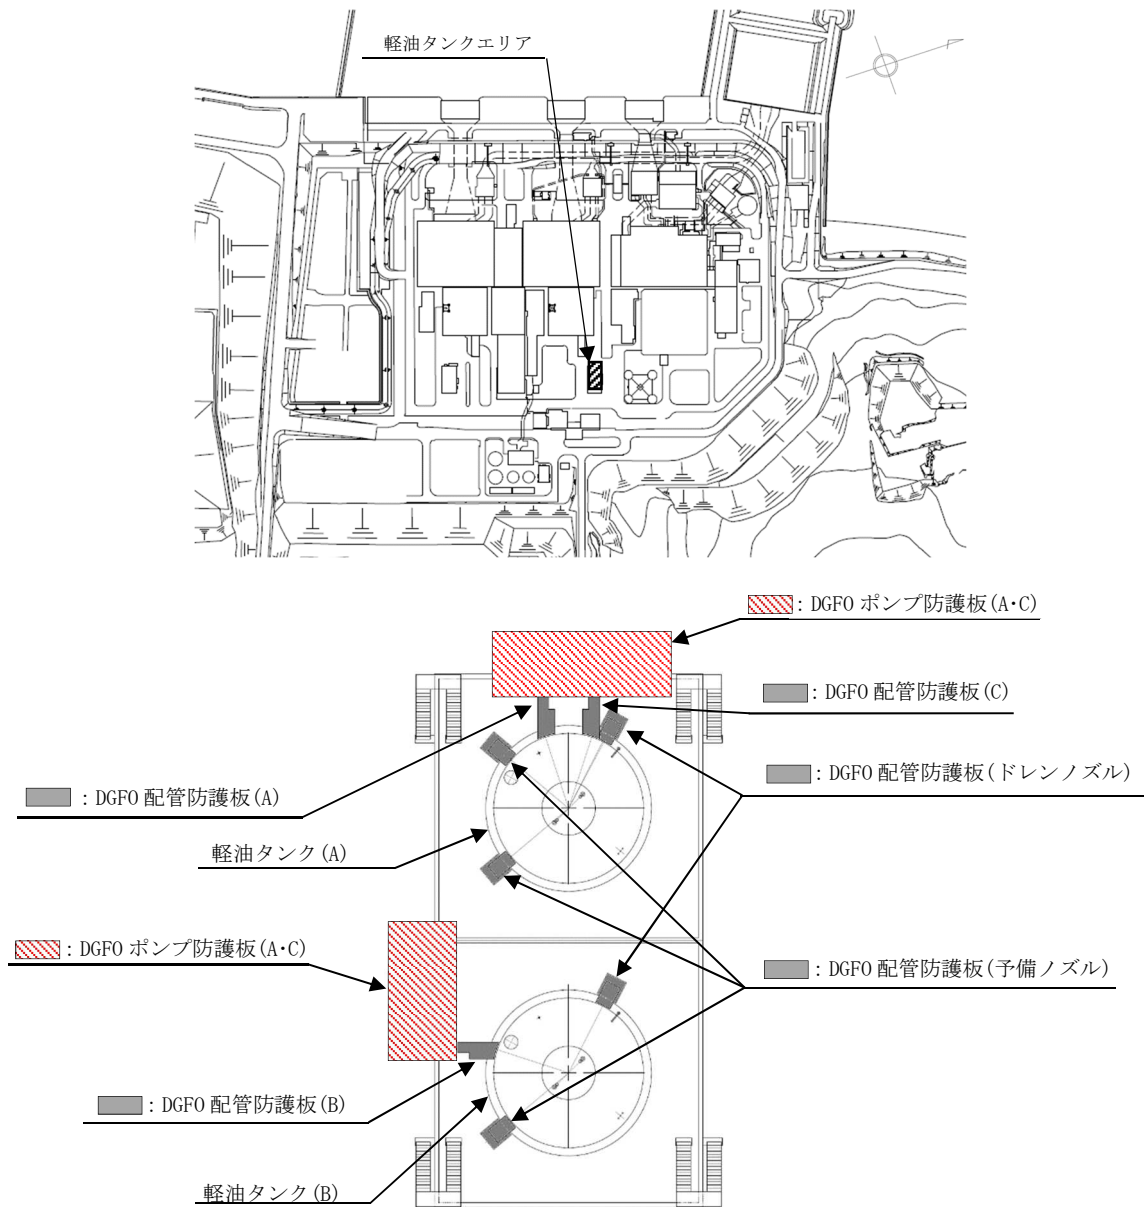 軽油タンクエリア
：DGFO ポンプ防護板(A・C)
：DGFO 配管防護板(C)
：DGFO 配管防護板(ドレンノズル)
：DGFO 配管防護板(A)
軽油タンク(A)
：DGFO ポンプ防護板(A・C)
：DGFO 配管防護板(予備ノズル)
：DGFO 配管防護板(B)
軽油タンク(B)